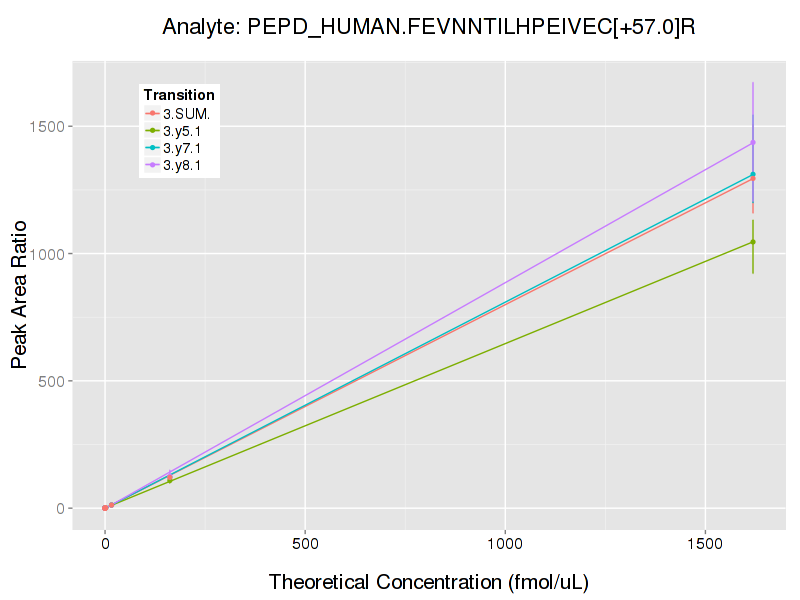 Analyte: PEPD_HUMAN.FEVNNTILHPEIVEC[+57.0]R
Transition
3.SUM.
3.y5.1
3.y7.1
3.y8.1
1500
1000
500
0
Peak Area Ratio
0 500 1000 1500
Theoretical Concentration (fmol/uL)